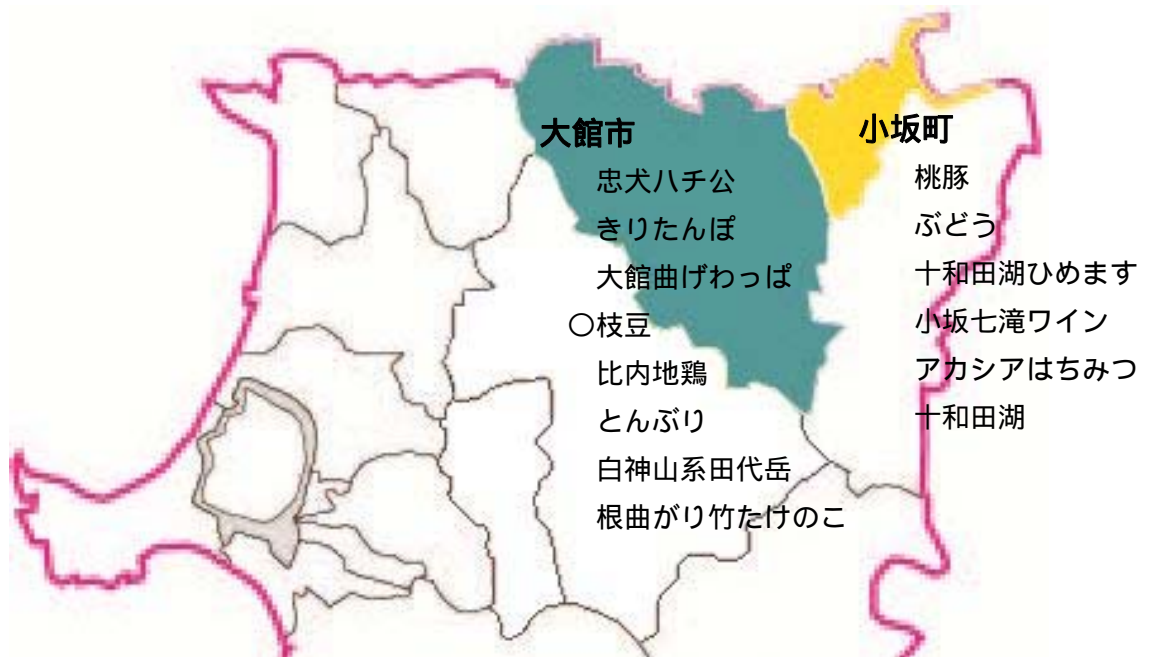 大館市
忠犬ハチ公
きりたんぽ
大館曲げわっぱ
〇枝豆
比内地鶏
とんぶり
白神山系田代岳
根曲がり竹たけのこ
小坂町
桃豚
ぶどう
十和田湖ひめます
小坂七滝ワイン
アカシアはちみつ
十和田湖